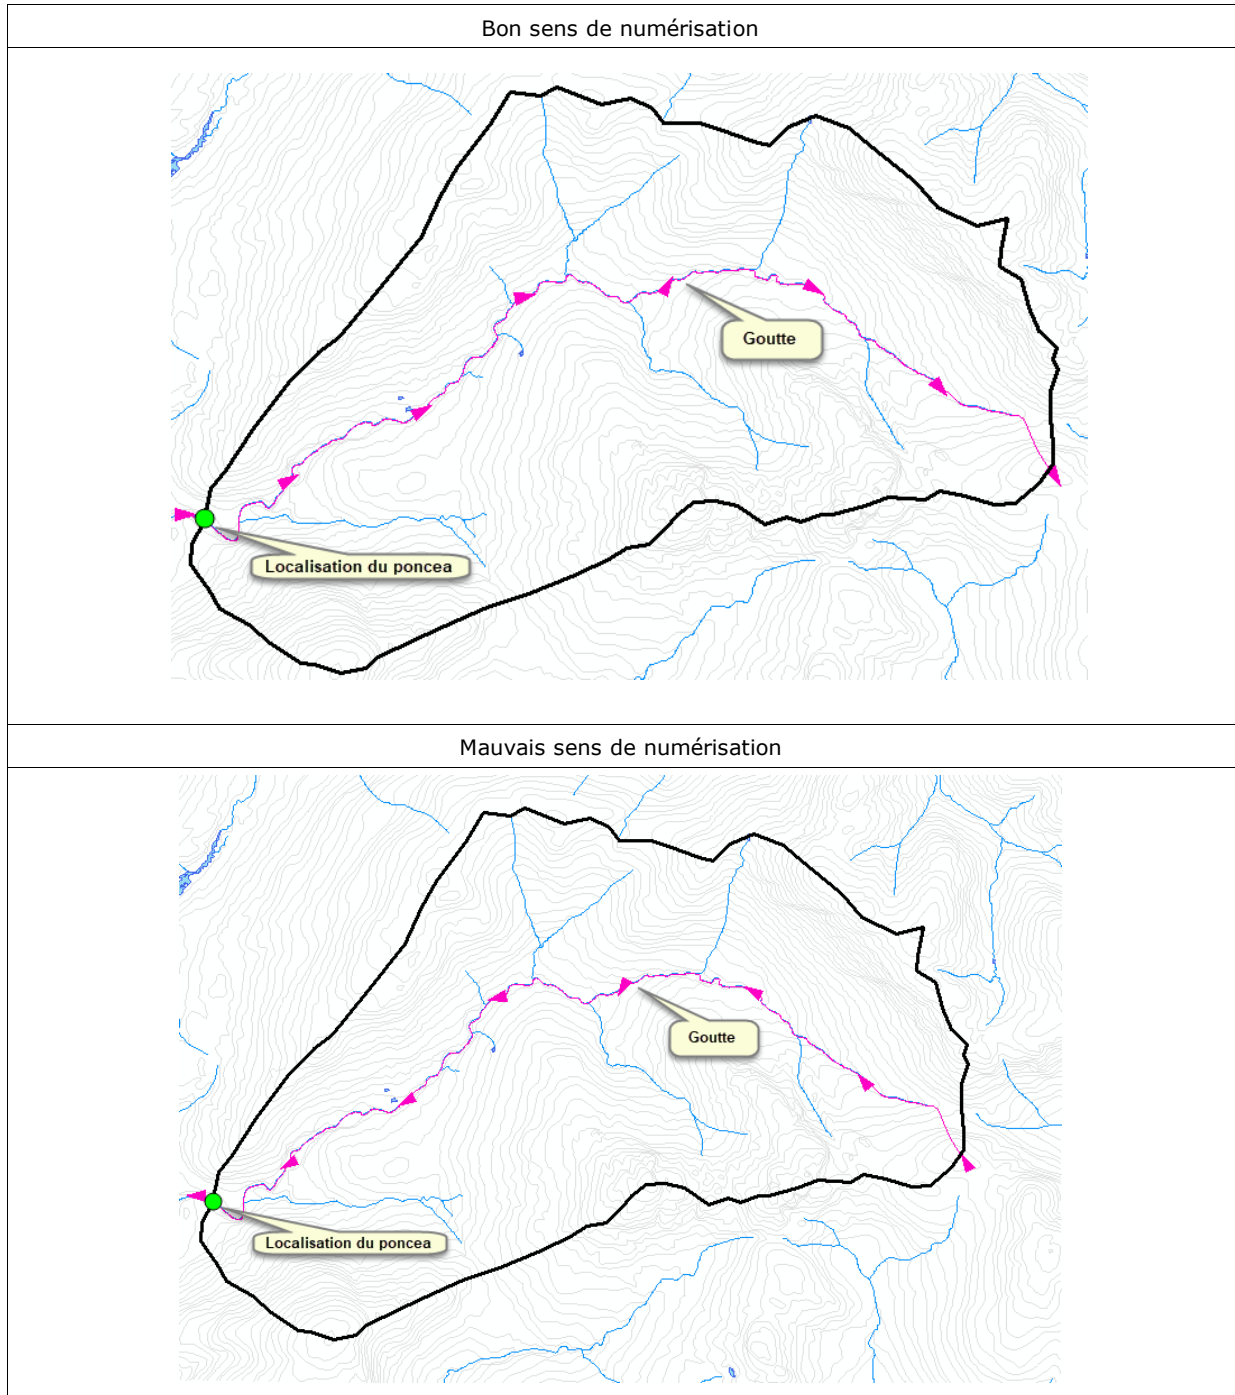 Bon sens de numérisation
Goutte
Localisation du poncea
Mauvais sens de numérisation
Goutte
Localisation du poncea